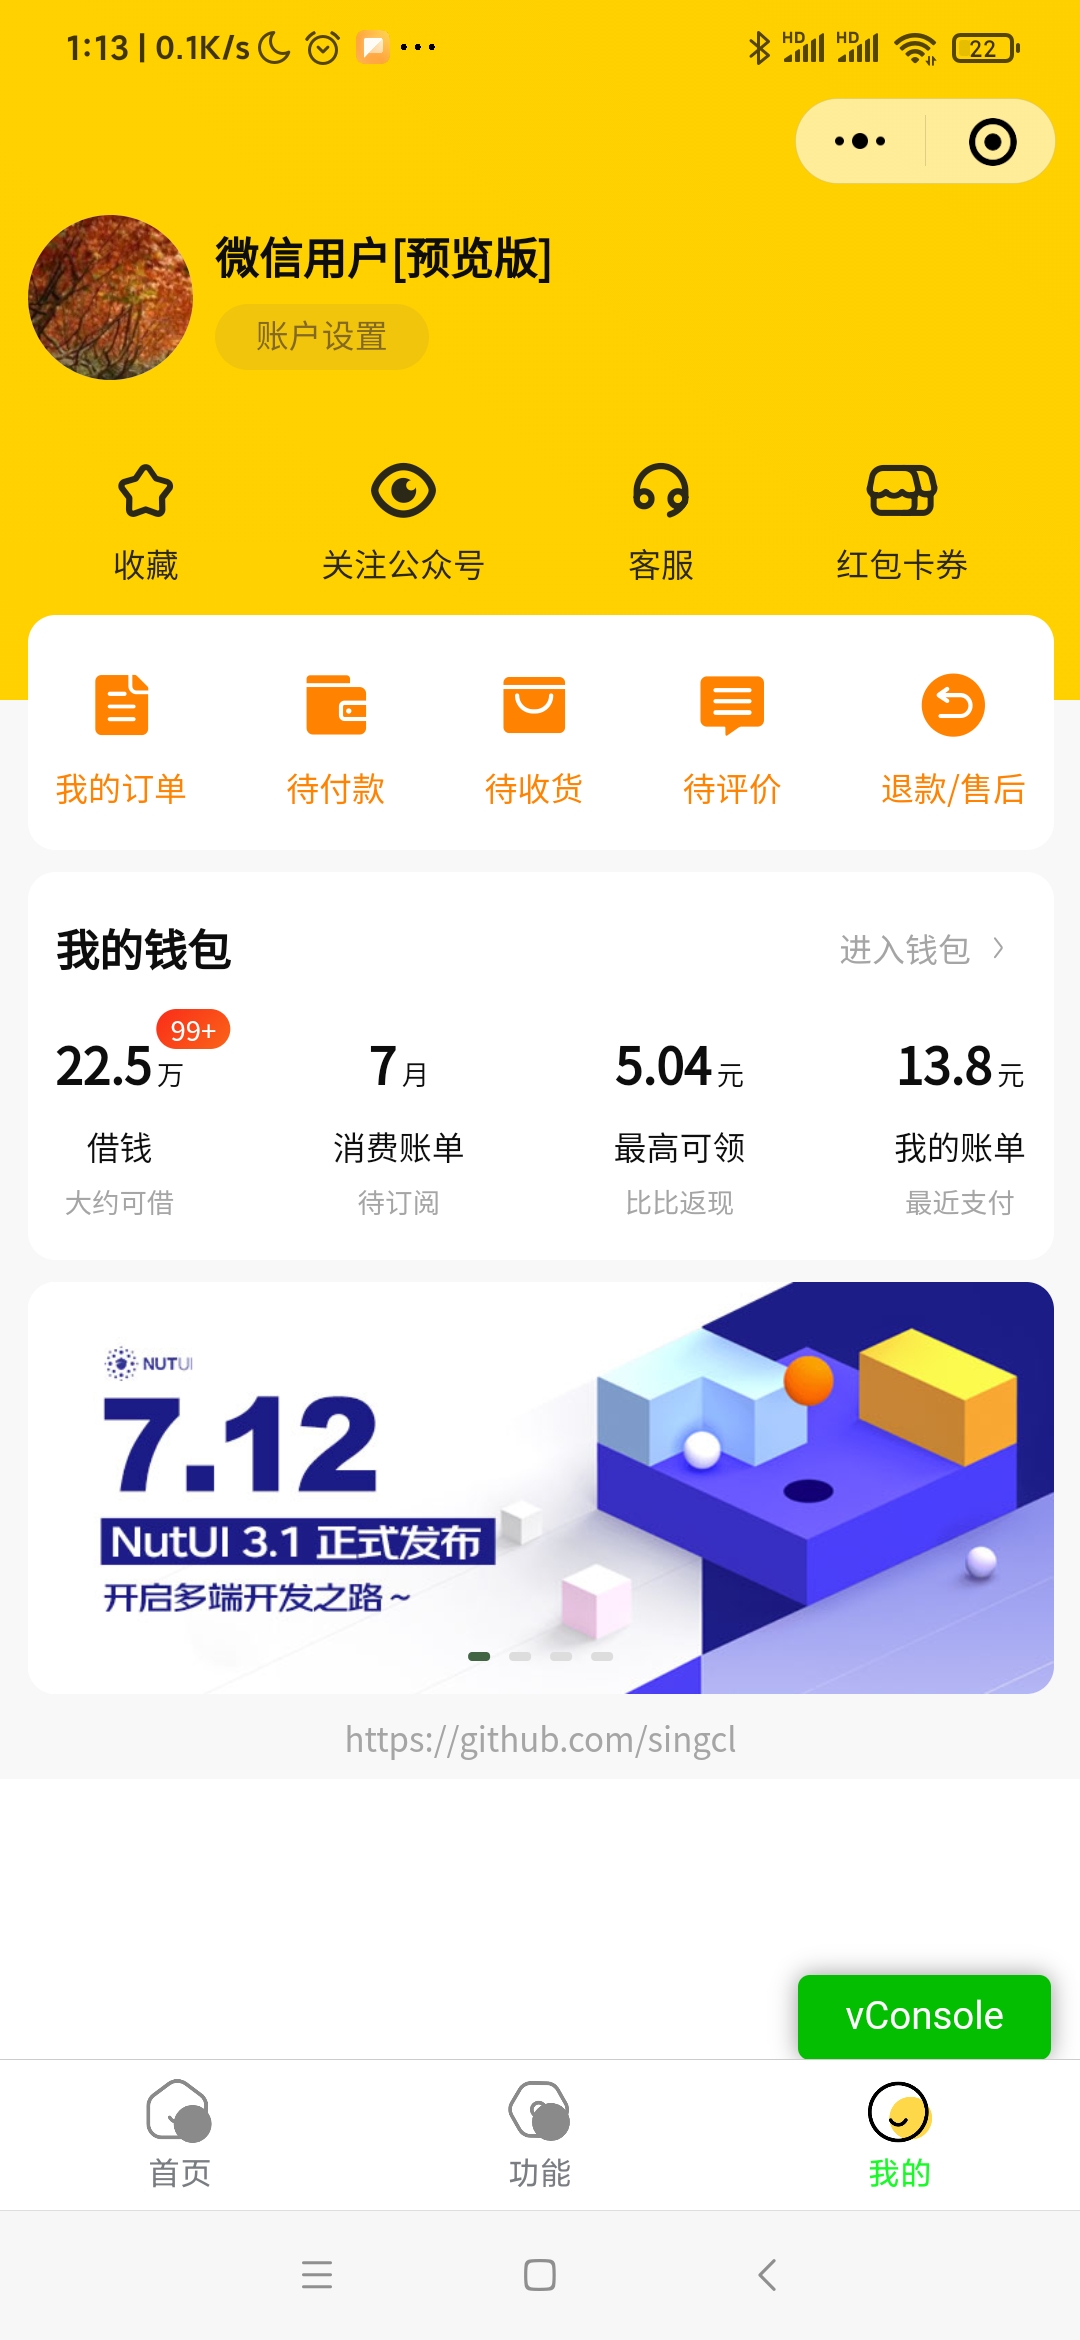 1:13 | 0.1K/s
HD HD 22
微信用户[预览版]
账户设置
收藏 关注公众号 客服 红包卡券
我的订单 待付款 待收货 待评价 退款/售后
我的钱包 进入钱包
99+
22.5万 7月 5.04元 13.8元
借钱 消费账单 最高可领 我的账单
大约可借 待订阅 比比返现 最近支付
NUTUI
7.12
NutUI 3.1 正式发布
开启多端开发之路～
https://github.com/singcl
vConsole
首页 功能 我的